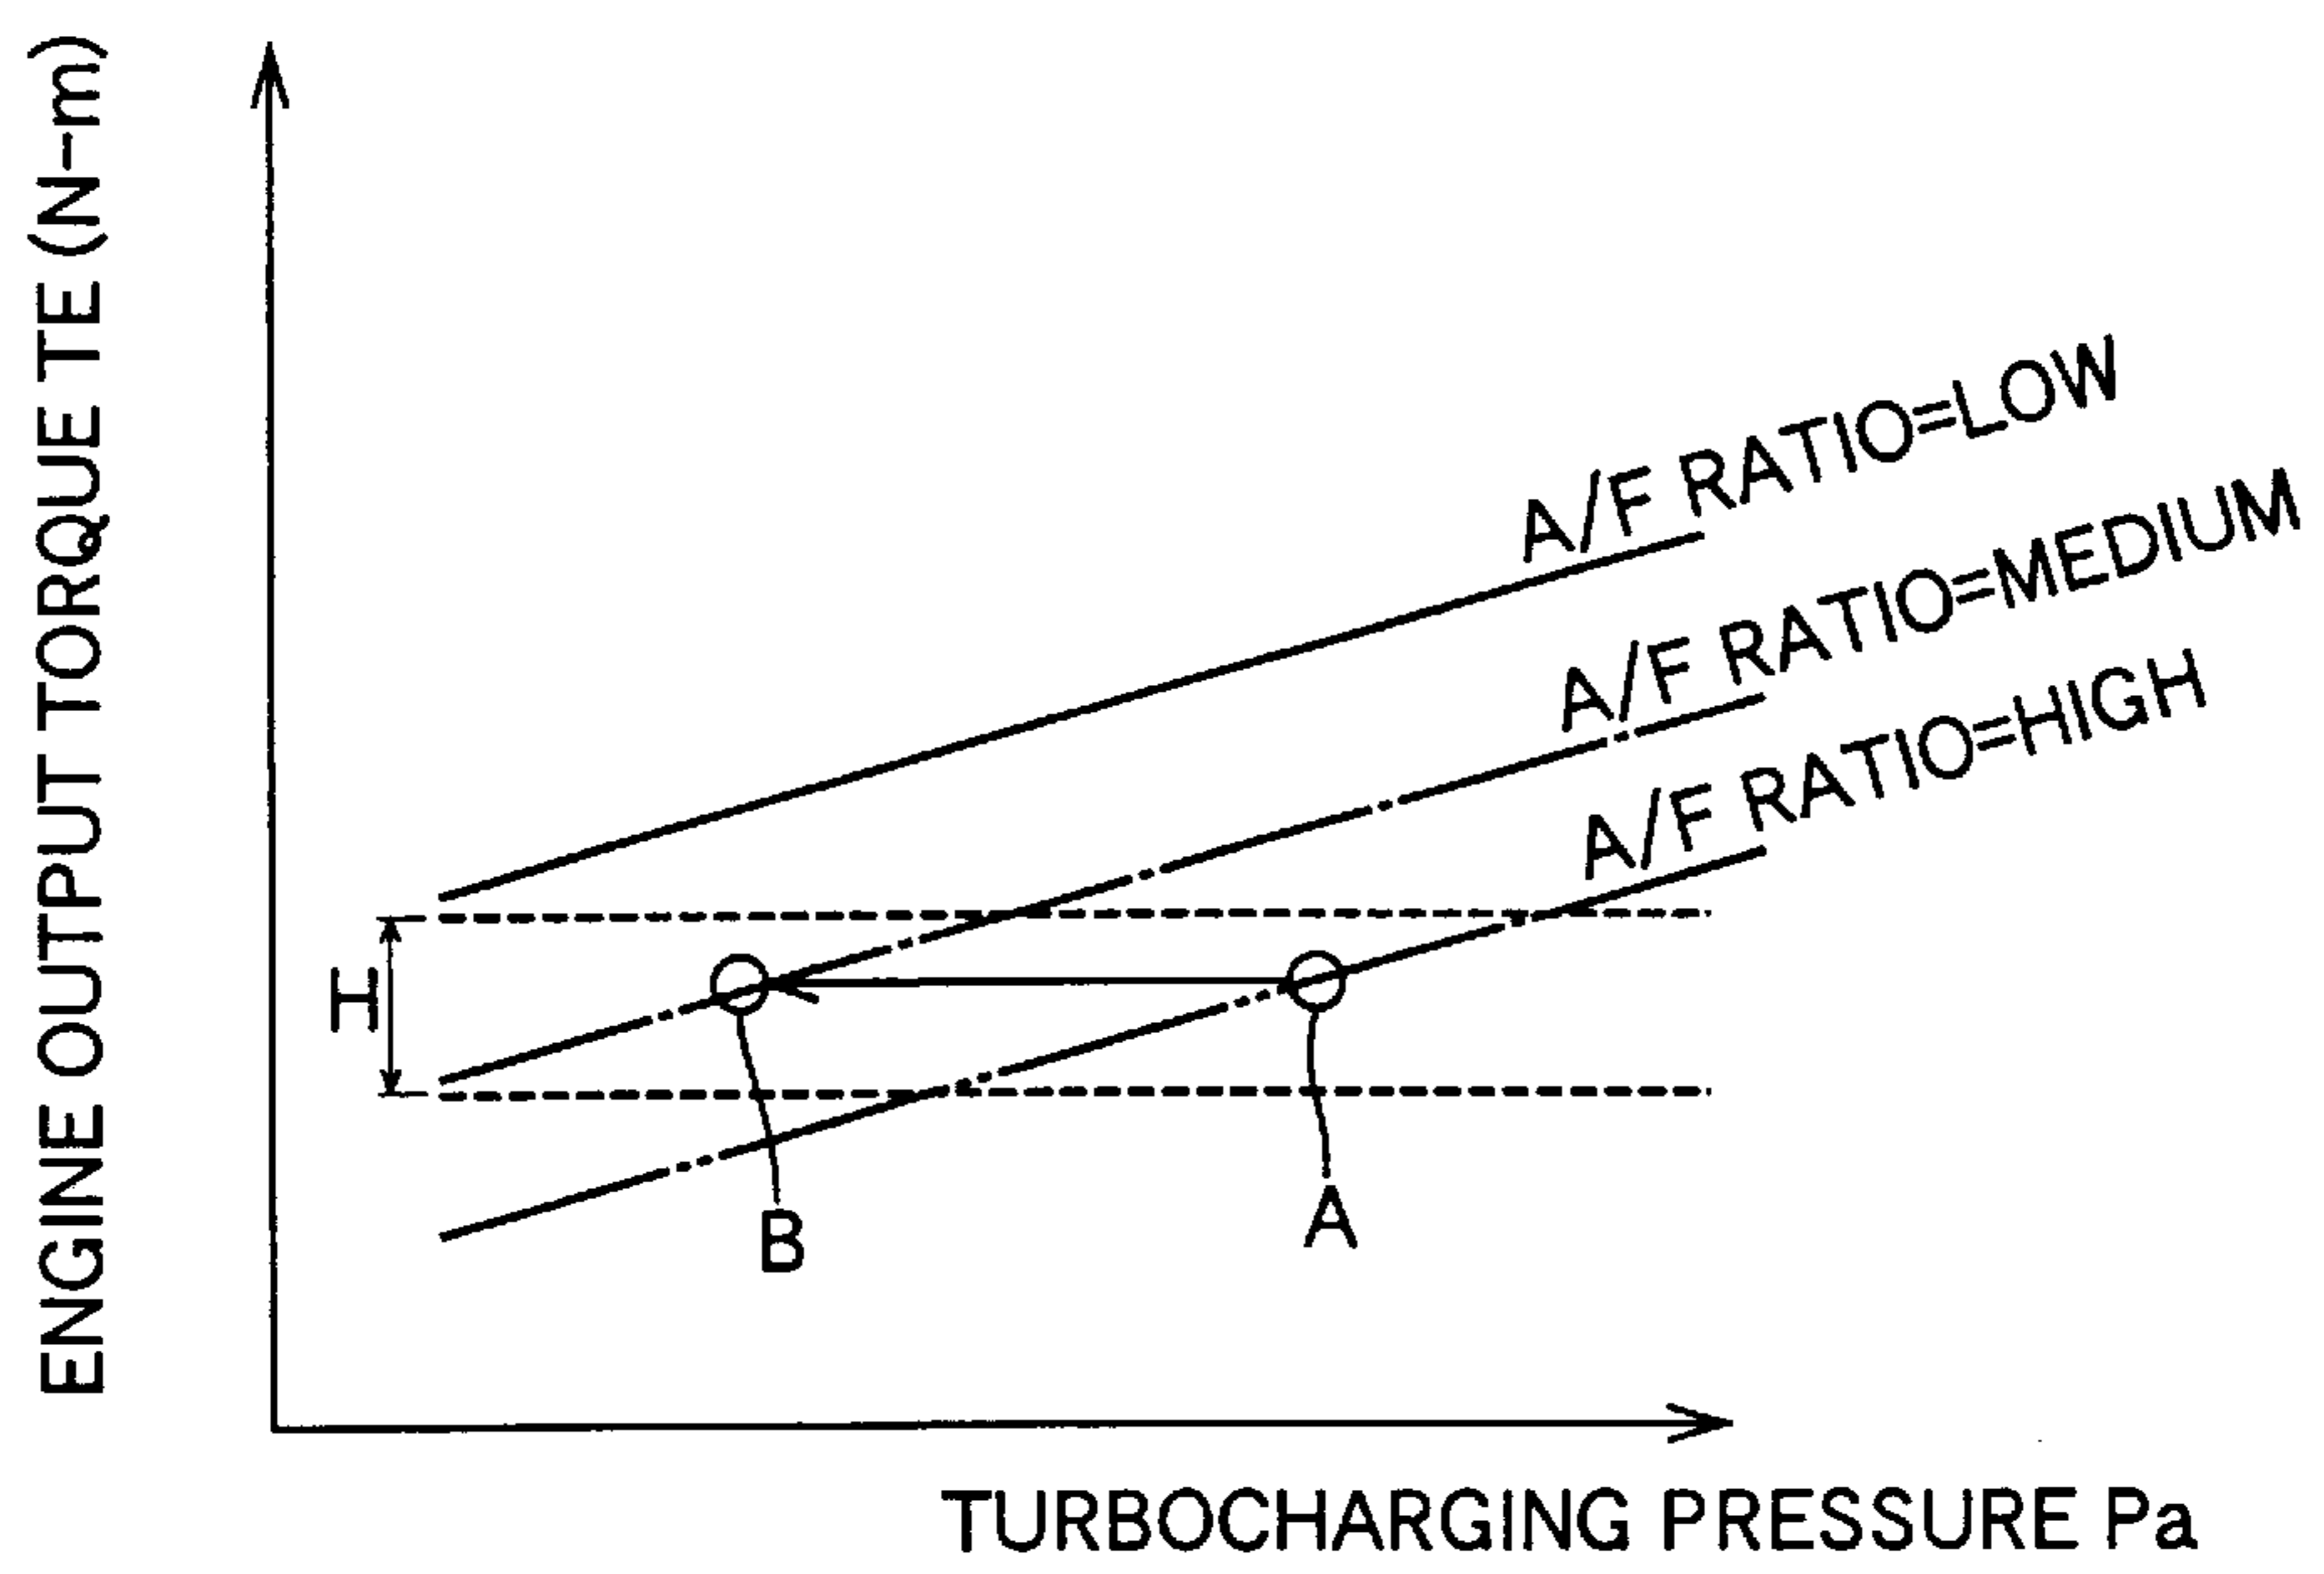 ENGINE OUTPUT TORQUE TE (N-m)
A/F RATIO=LOW
A/F RATIO=MEDIUM
A/F RATIO=HIGH
H
B
A
TURBOCHARGING PRESSURE Pa